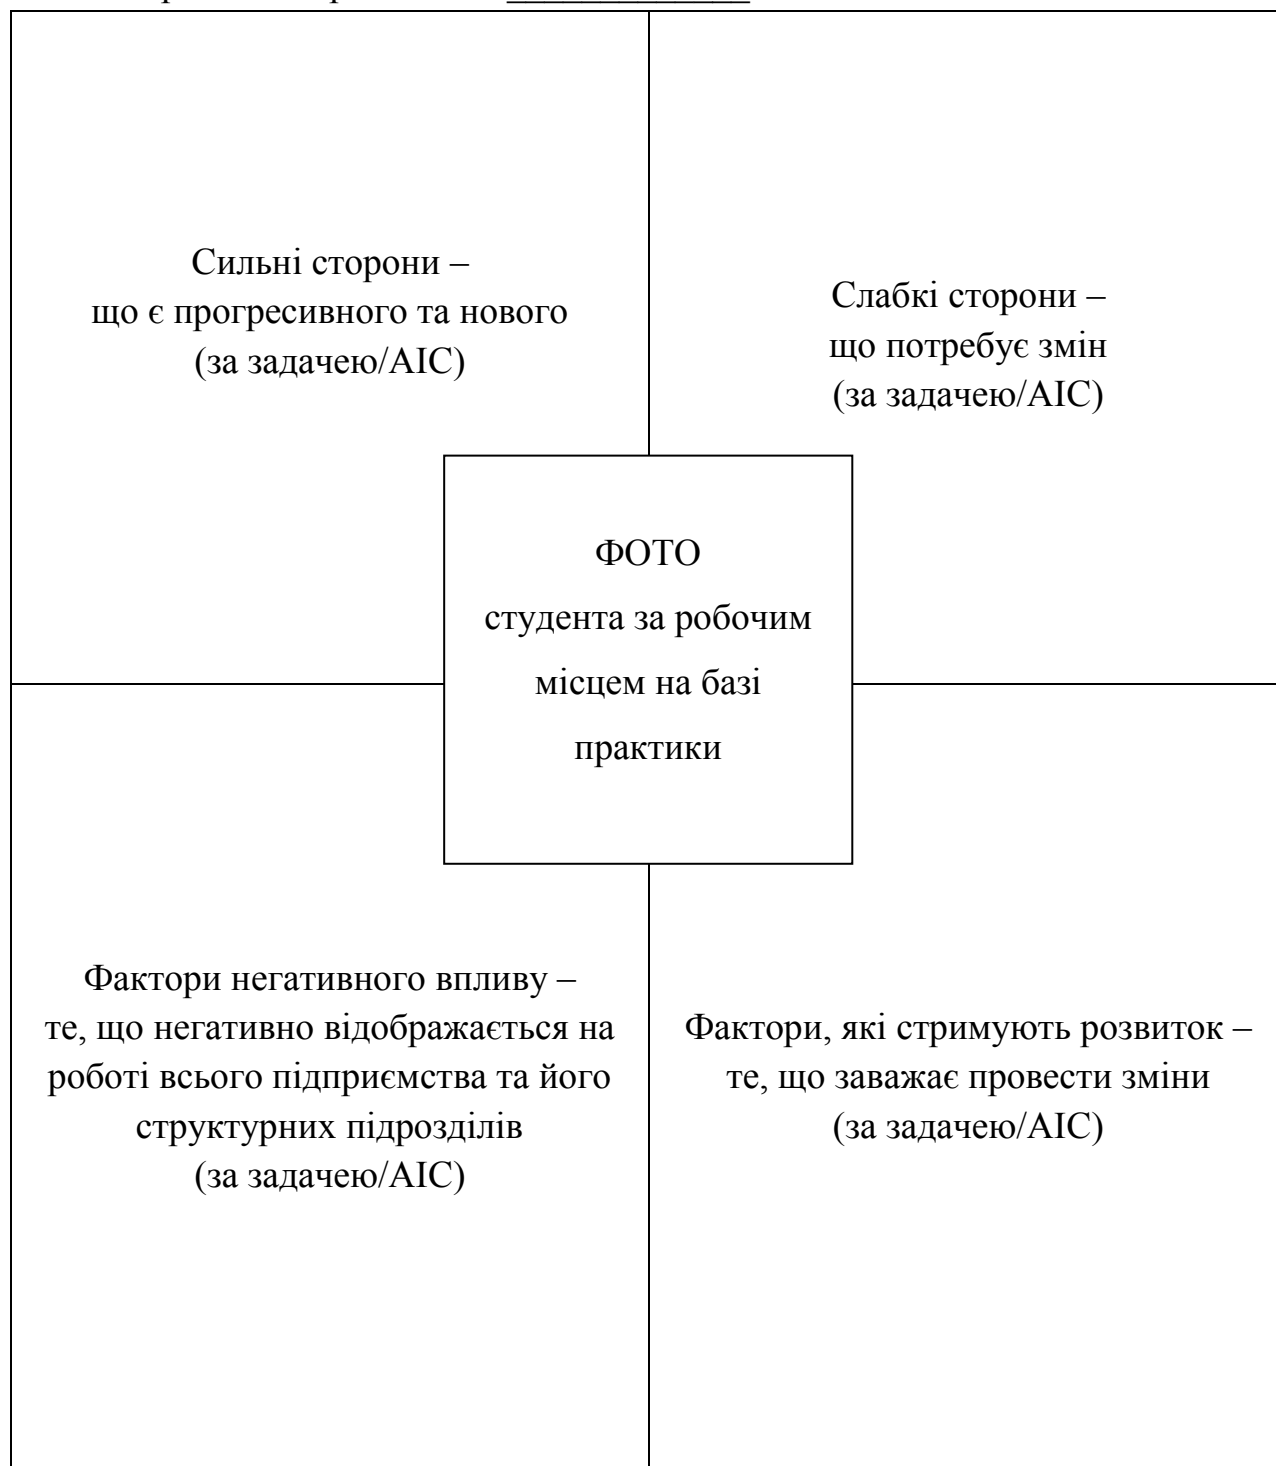 Сильні сторони –
що є прогресивного та нового
(за задачею/АІС)
Слабкі сторони –
що потребує змін
(за задачею/АІС)
ФОТО
студента за робочим
місцем на базі
практики
Фактори негативного впливу –
те, що негативно відображається на
роботі всього підприємства та його
структурних підрозділів
(за задачею/АІС)
Фактори, які стримують розвиток –
те, що заважає провести зміни
(за задачею/АІС)